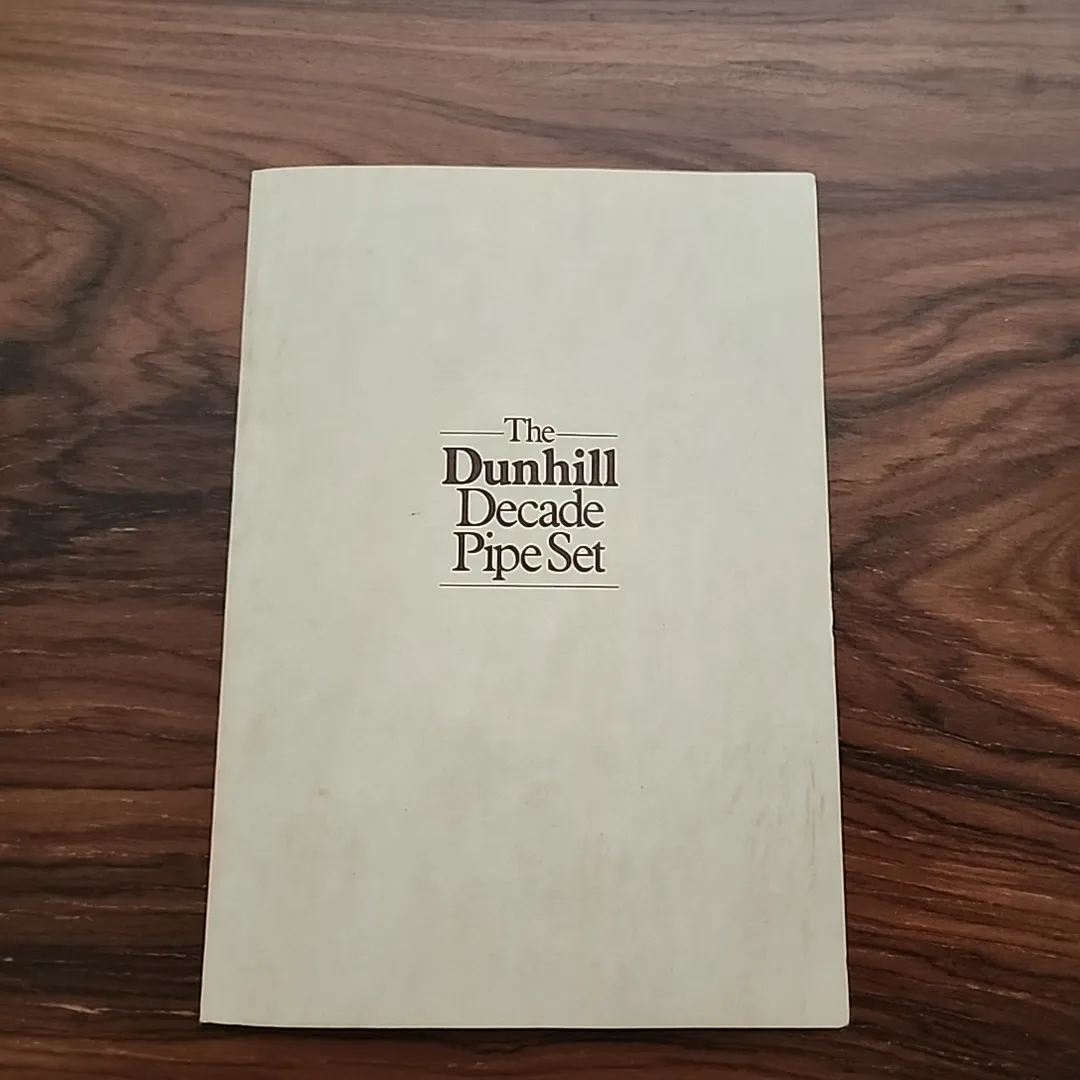 The
Dunhill
Decade
Pipe Set